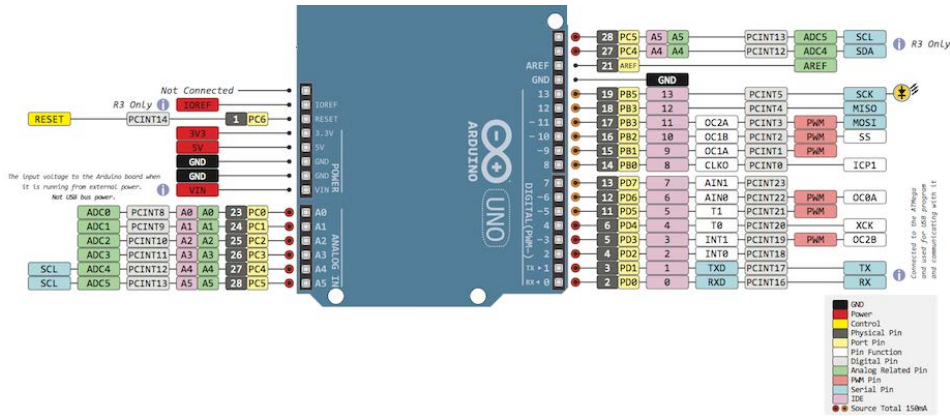 28 PC5 A5 A5 PCINT13 ADC5 SCL
27 PC4 A4 A4 PCINT12 ADC4 SDA
R3 Only
21 AREF AREF
AREF
GND GND
13 19 PB5 13 PCINT5 SCK
12 18 PB3 12 PCINT4 MISO
~11 17 PB3 11 OC2A PCINT3 PWM MOSI
~10 16 PB2 10 OC1B PCINT2 PWM SS
~9 15 PB1 9 OC1A PCINT1 PWM
8 14 PB0 8 CLKO PCINT0 ICP1
7 13 PD7 7 AIN1 PCINT23
~6 12 PD6 6 AIN0 PCINT22 PWM OC0A
~5 11 PD5 5 T1 PCINT21 PWM
4 6 PD4 4 T0 PCINT20 XCK
~3 5 PD3 3 INT1 PCINT19 PWM OC2B
2 4 PD2 2 INT0 PCINT18
TX ▸ 1 3 PD1 1 TXD PCINT17 TX
RX ◂ 0 2 PD0 0 RXD PCINT16 RX
Connected to the ATMega
and used for USB program
and communicating with it
ARDUINO
UNO
DIGITAL(PWM~)
POWER
ANALOG IN
Not Connected
R3 Only IOREF IOREF
RESET PCINT14 1 PC6 RESET
3V3 3.3V
5V 5V
GND GND
GND GND
VIN VIN
The input voltage to the Arduino board when
it is running from external power.
Not USB bus power.
ADC0 PCINT8 A0 A0 23 PC0 A0
ADC1 PCINT9 A1 A1 24 PC1 A1
ADC2 PCINT10 A2 A2 25 PC2 A2
ADC3 PCINT11 A3 A3 26 PC3 A3
SCL ADC4 PCINT12 A4 A4 27 PC4 A4
SCL ADC5 PCINT13 A5 A5 28 PC5 A5
GND
Power
Control
Physical Pin
Port Pin
Pin Function
Digital Pin
Analog Related Pin
PWM Pin
Serial Pin
IDE
Source Total 150mA